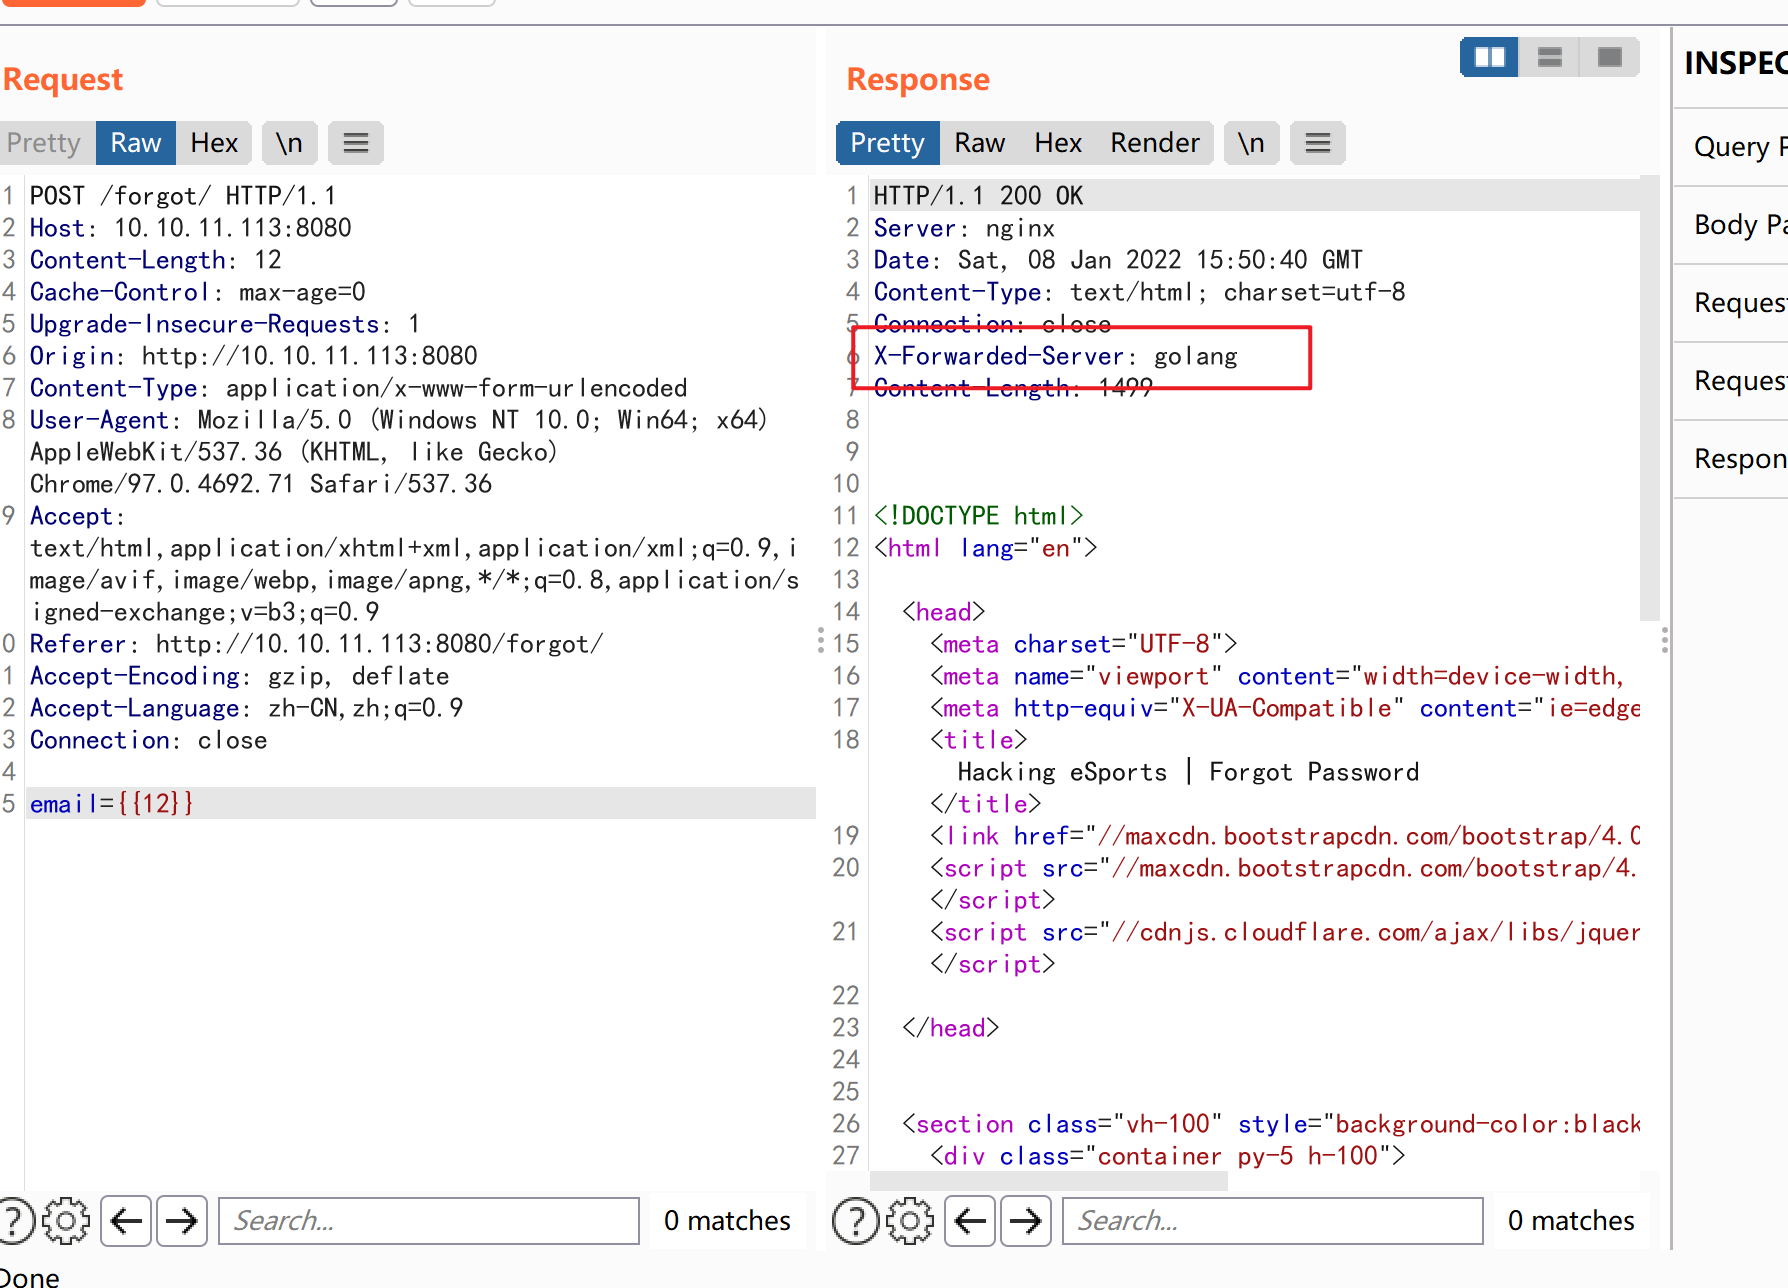 INSPEC
Request
Response
Pretty Raw Hex \n
Pretty Raw Hex Render \n
Query P
Body Pa
Reques
Reques
Respon
1 POST /forgot/ HTTP/1.1
2 Host: 10.10.11.113:8080
3 Content-Length: 12
4 Cache-Control: max-age=0
5 Upgrade-Insecure-Requests: 1
6 Origin: http://10.10.11.113:8080
7 Content-Type: application/x-www-form-urlencoded
8 User-Agent: Mozilla/5.0 (Windows NT 10.0; Win64; x64)
AppleWebKit/537.36 (KHTML, like Gecko)
Chrome/97.0.4692.71 Safari/537.36
9 Accept:
text/html,application/xhtml+xml,application/xml;q=0.9,i
mage/avif,image/webp,image/apng,*/*;q=0.8,application/s
igned-exchange;v=b3;q=0.9
0 Referer: http://10.10.11.113:8080/forgot/
1 Accept-Encoding: gzip, deflate
2 Accept-Language: zh-CN,zh;q=0.9
3 Connection: close
4
5 email={{12}}
1 HTTP/1.1 200 OK
2 Server: nginx
3 Date: Sat, 08 Jan 2022 15:50:40 GMT
4 Content-Type: text/html; charset=utf-8
5 Connection: close
6 X-Forwarded-Server: golang
7 Content-Length: 1499
8
9
10
11 <!DOCTYPE html>
12 <html lang="en">
13
14 <head>
15 <meta charset="UTF-8">
16 <meta name="viewport" content="width=device-width,
17 <meta http-equiv="X-UA-Compatible" content="ie=edge
18 <title>
Hacking eSports | Forgot Password
</title>
19 <link href="//maxcdn.bootstrapcdn.com/bootstrap/4.0
20 <script src="//maxcdn.bootstrapcdn.com/bootstrap/4.
</script>
21 <script src="//cdnjs.cloudflare.com/ajax/libs/jquer
</script>
22
23 </head>
24
25
26 <section class="vh-100" style="background-color:black
27 <div class="container py-5 h-100">
? Search... 0 matches
? Search... 0 matches
Done